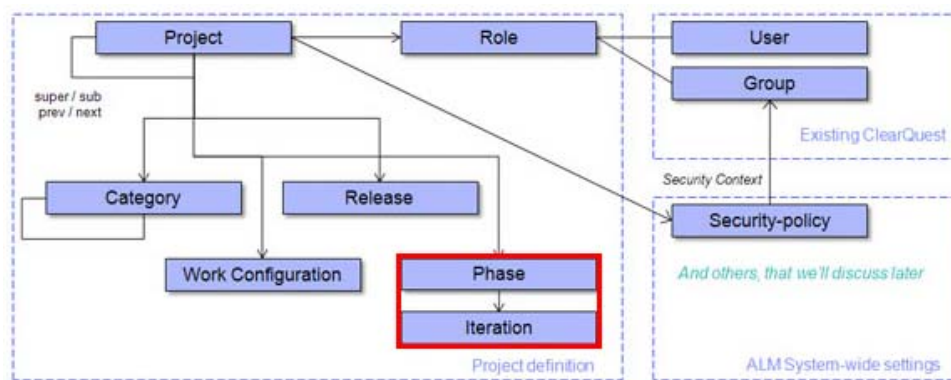 Project
Role
User
Group
super / sub
prev / next
Existing ClearQuest
Security Context
Category
Release
Security-policy
Work Configuration
Phase
And others, that we'll discuss later
Iteration
Project definition
ALM System-wide settings